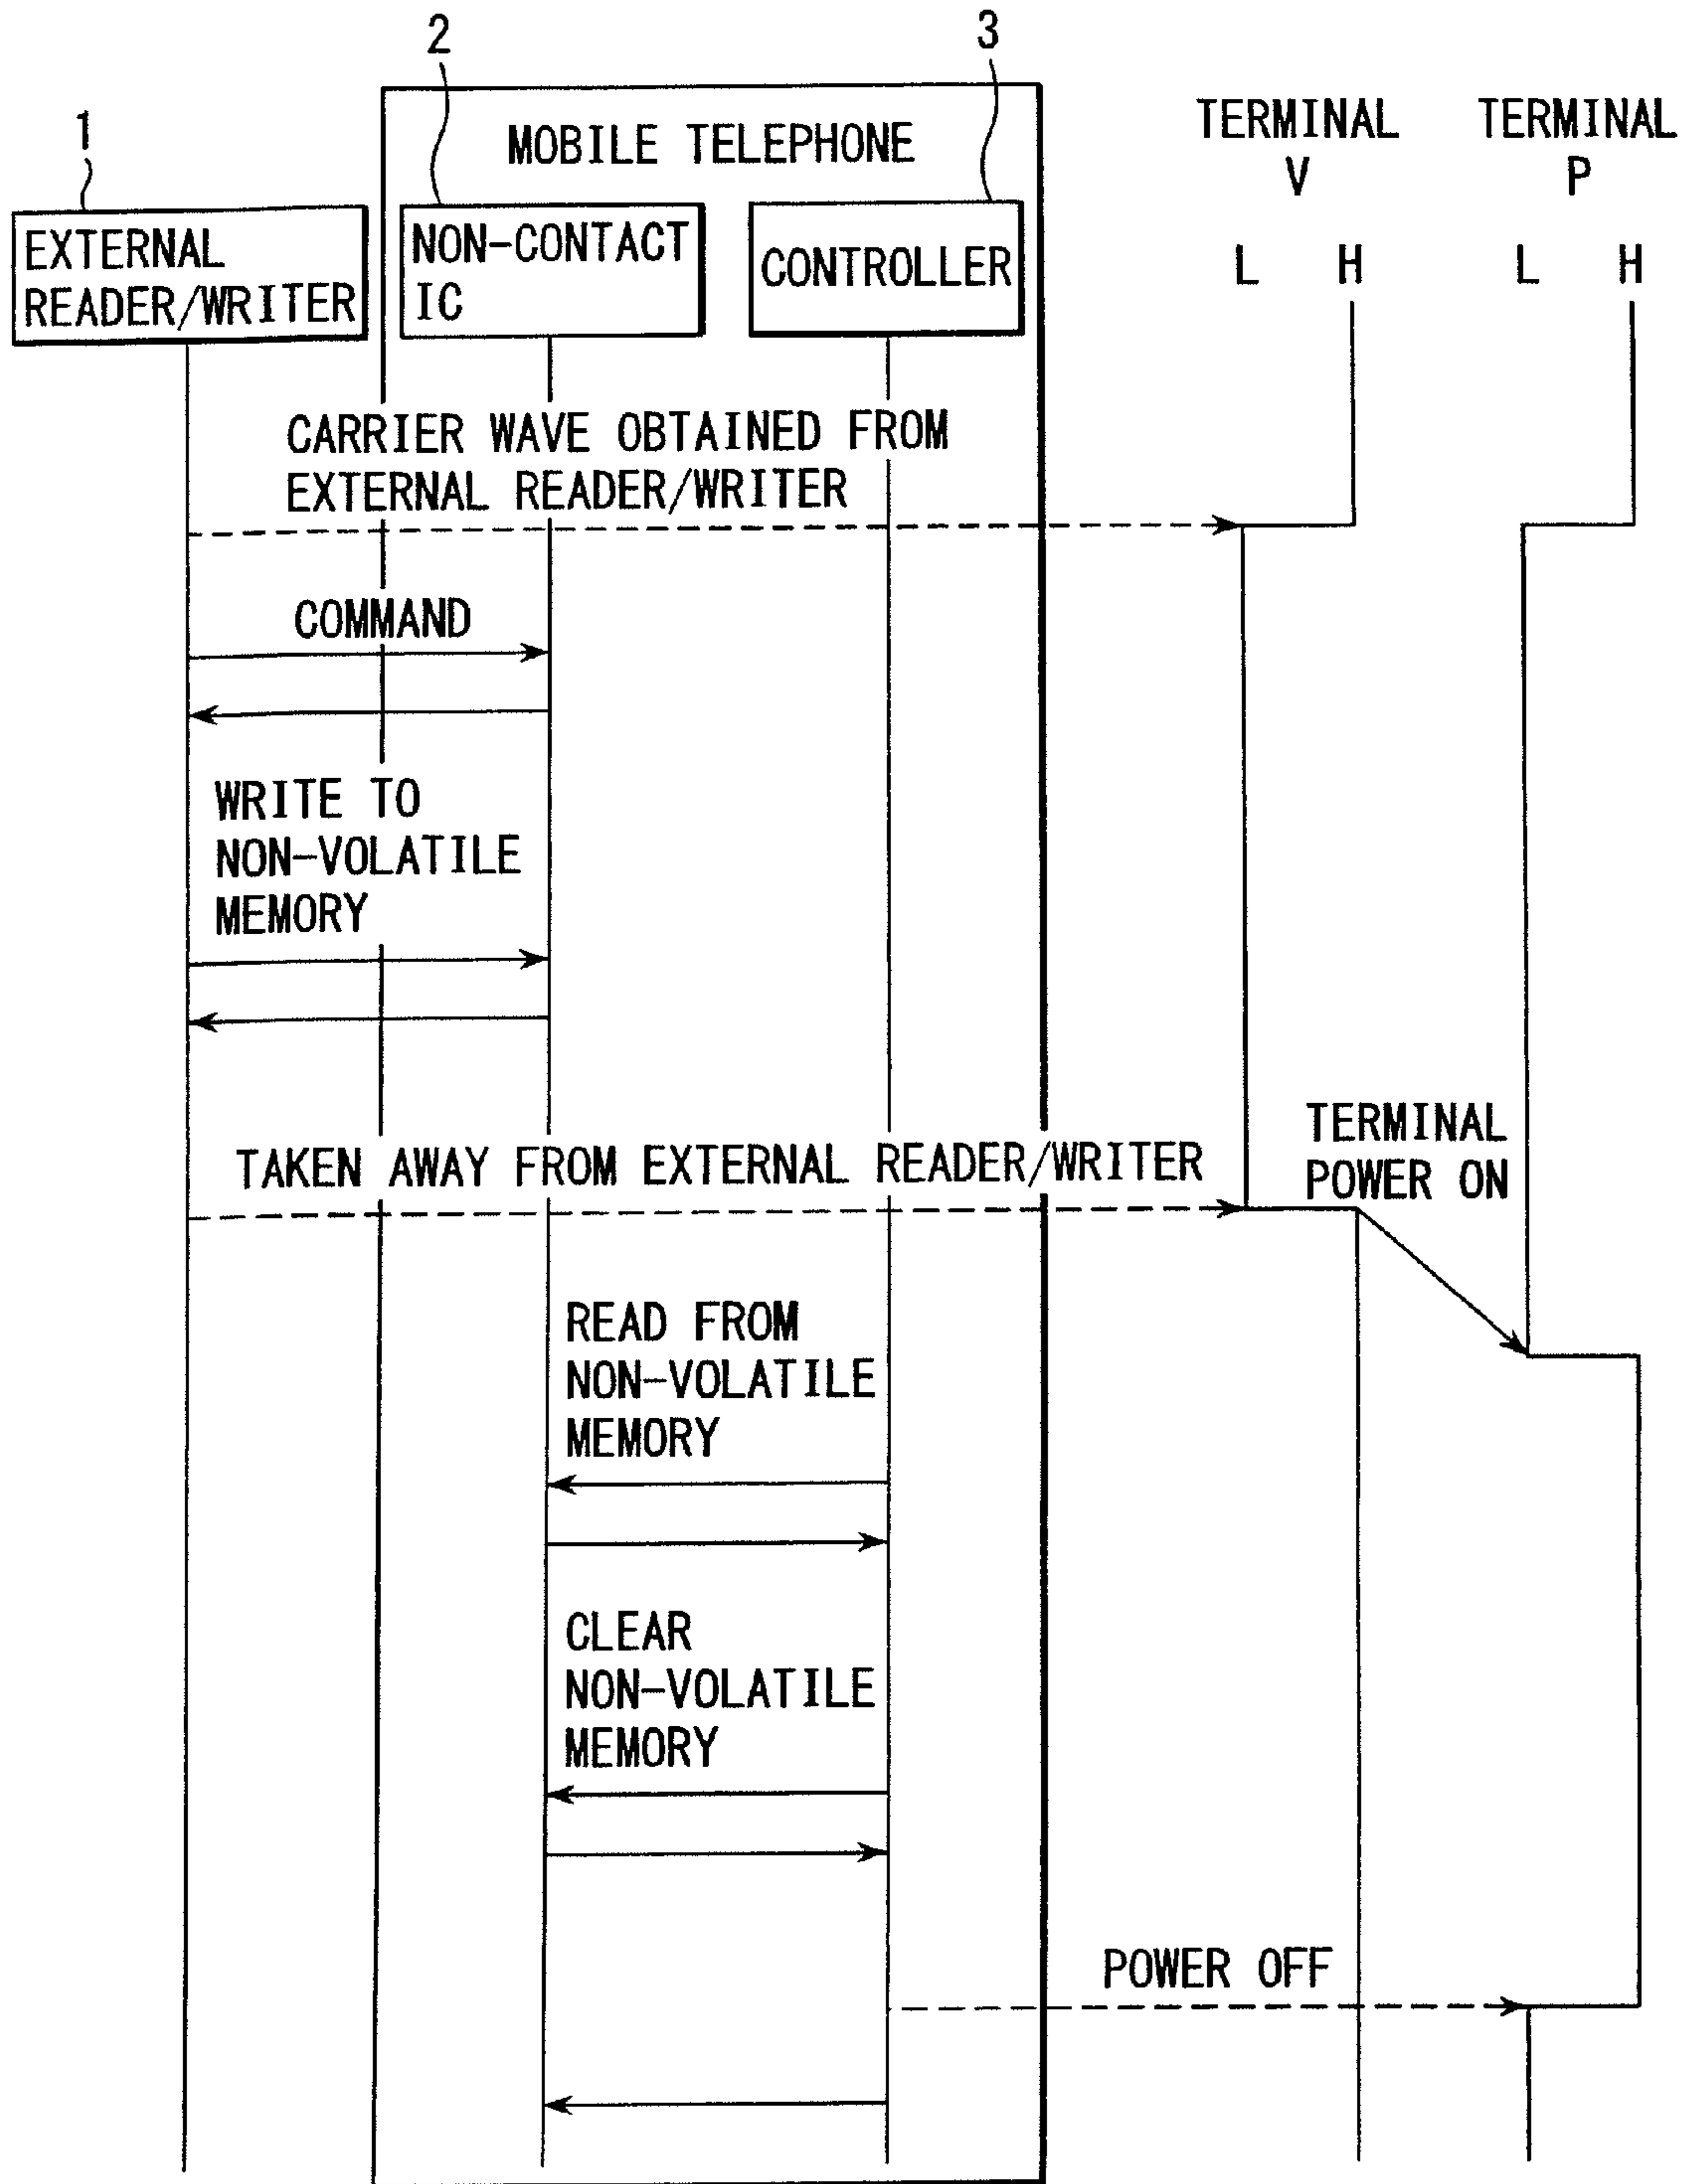 2
3
1
MOBILE TELEPHONE
TERMINAL
V
TERMINAL
P
EXTERNAL
READER/WRITER
NON-CONTACT
IC
CONTROLLER
L H
L H
CARRIER WAVE OBTAINED FROM
EXTERNAL READER/WRITER
COMMAND
WRITE TO
NON-VOLATILE
MEMORY
TERMINAL
POWER ON
TAKEN AWAY FROM EXTERNAL READER/WRITER
READ FROM
NON-VOLATILE
MEMORY
CLEAR
NON-VOLATILE
MEMORY
POWER OFF